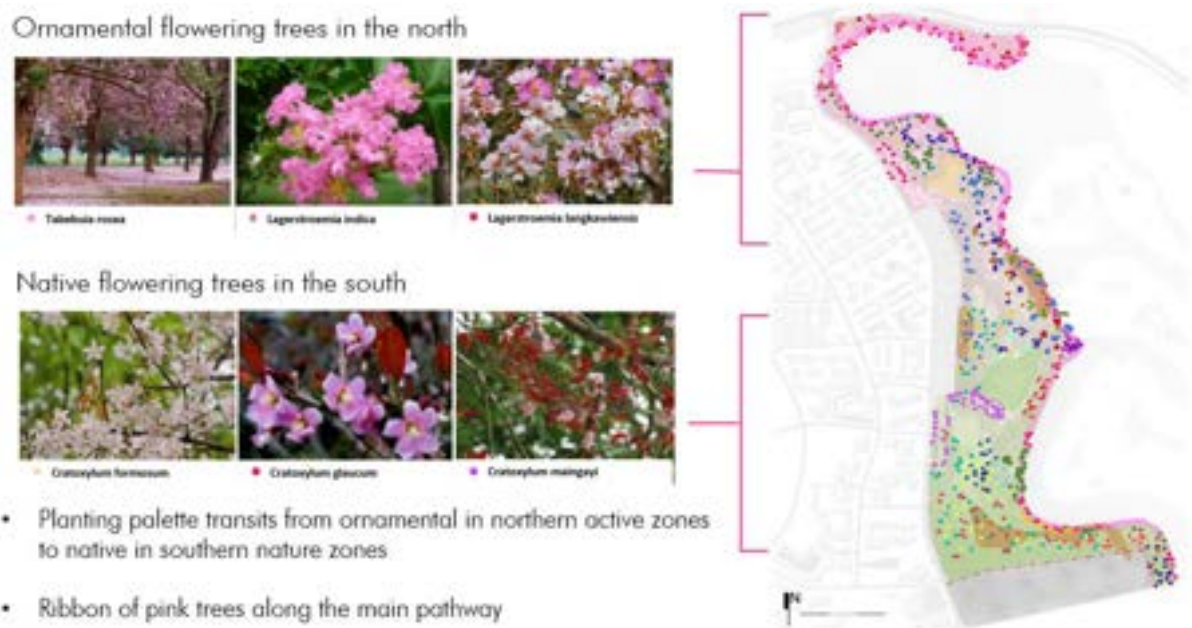 Ornamental flowering trees in the north
Tabebuia rosea
Lagerstroemia indica
Lagerstroemia langkawiensis
Native flowering trees in the south
Cratoxylum formosum
Cratoxylum glaucum
Cratoxylum maingayi
• Planting palette transits from ornamental in northern active zones
to native in southern nature zones
• Ribbon of pink trees along the main pathway
N